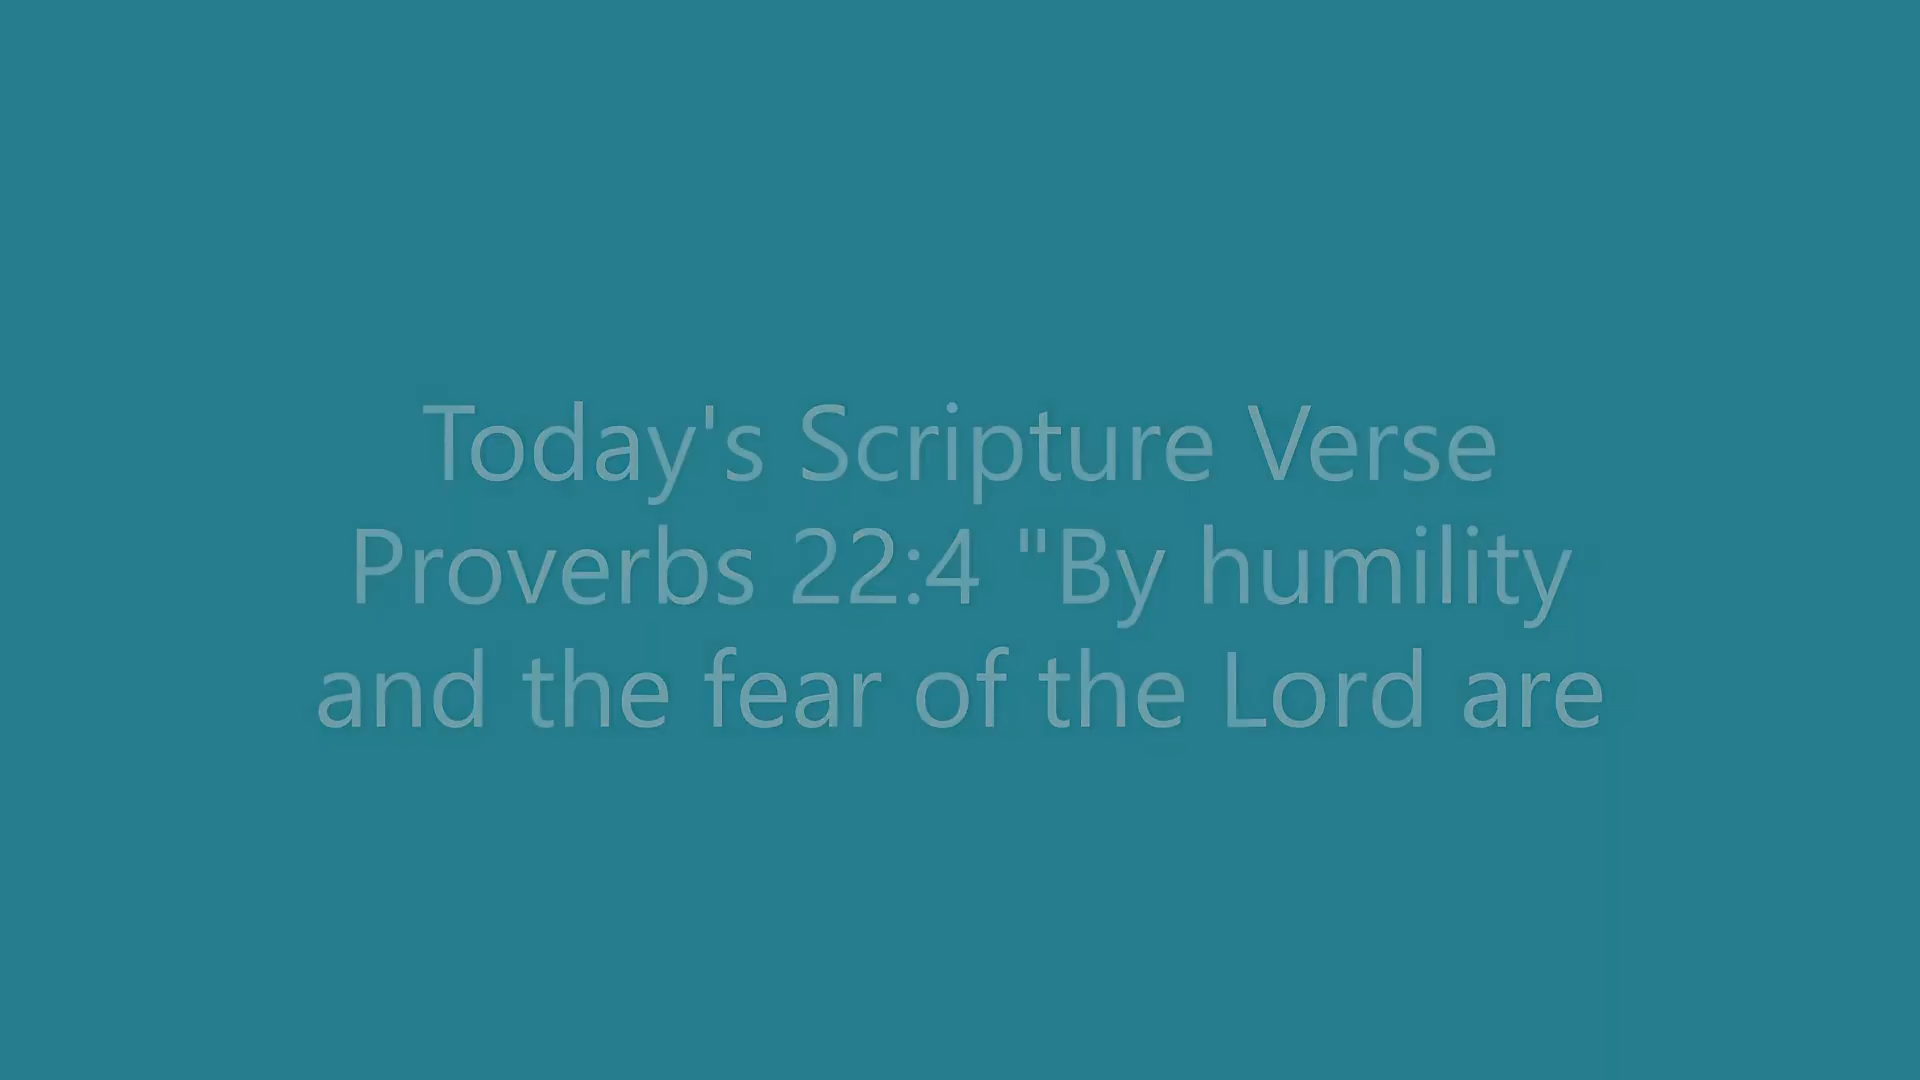 Today's Scripture Verse
Proverbs 22:4 "By humility
and the fear of the Lord are